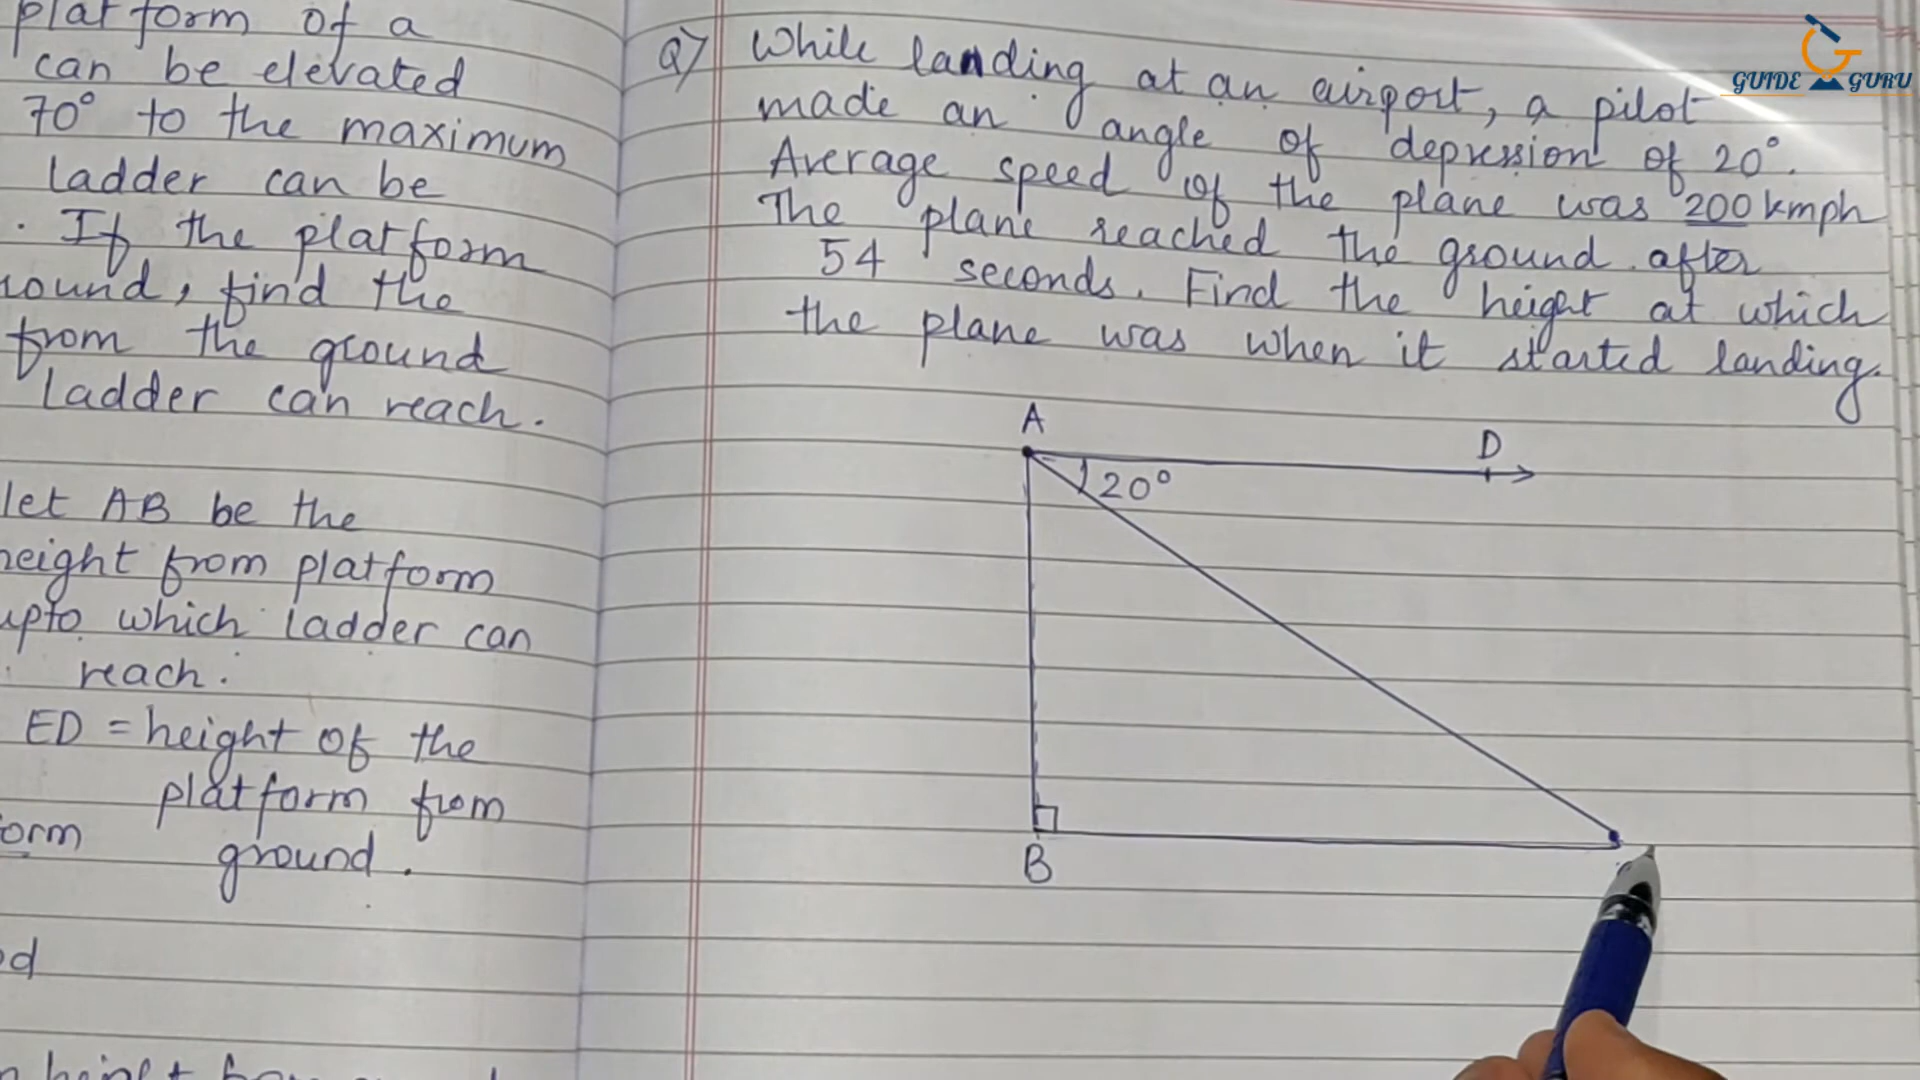 platform of a
can be elevated
70° to the maximum
ladder can be
. If the platform
ound, find the
from the ground
ladder can reach.
let AB be the
height from platform
upto which ladder can
reach.
ED = height of the
platform from
orm
ground.
od
Q7 While landing at an airport, a pilot
made an angle of depression of 20°.
Average speed of the plane was 200 kmph
The plane reached the ground after
54 seconds. Find the height at which
the plane was when it started landing.
A
D
20°
B
GUIDE GURU